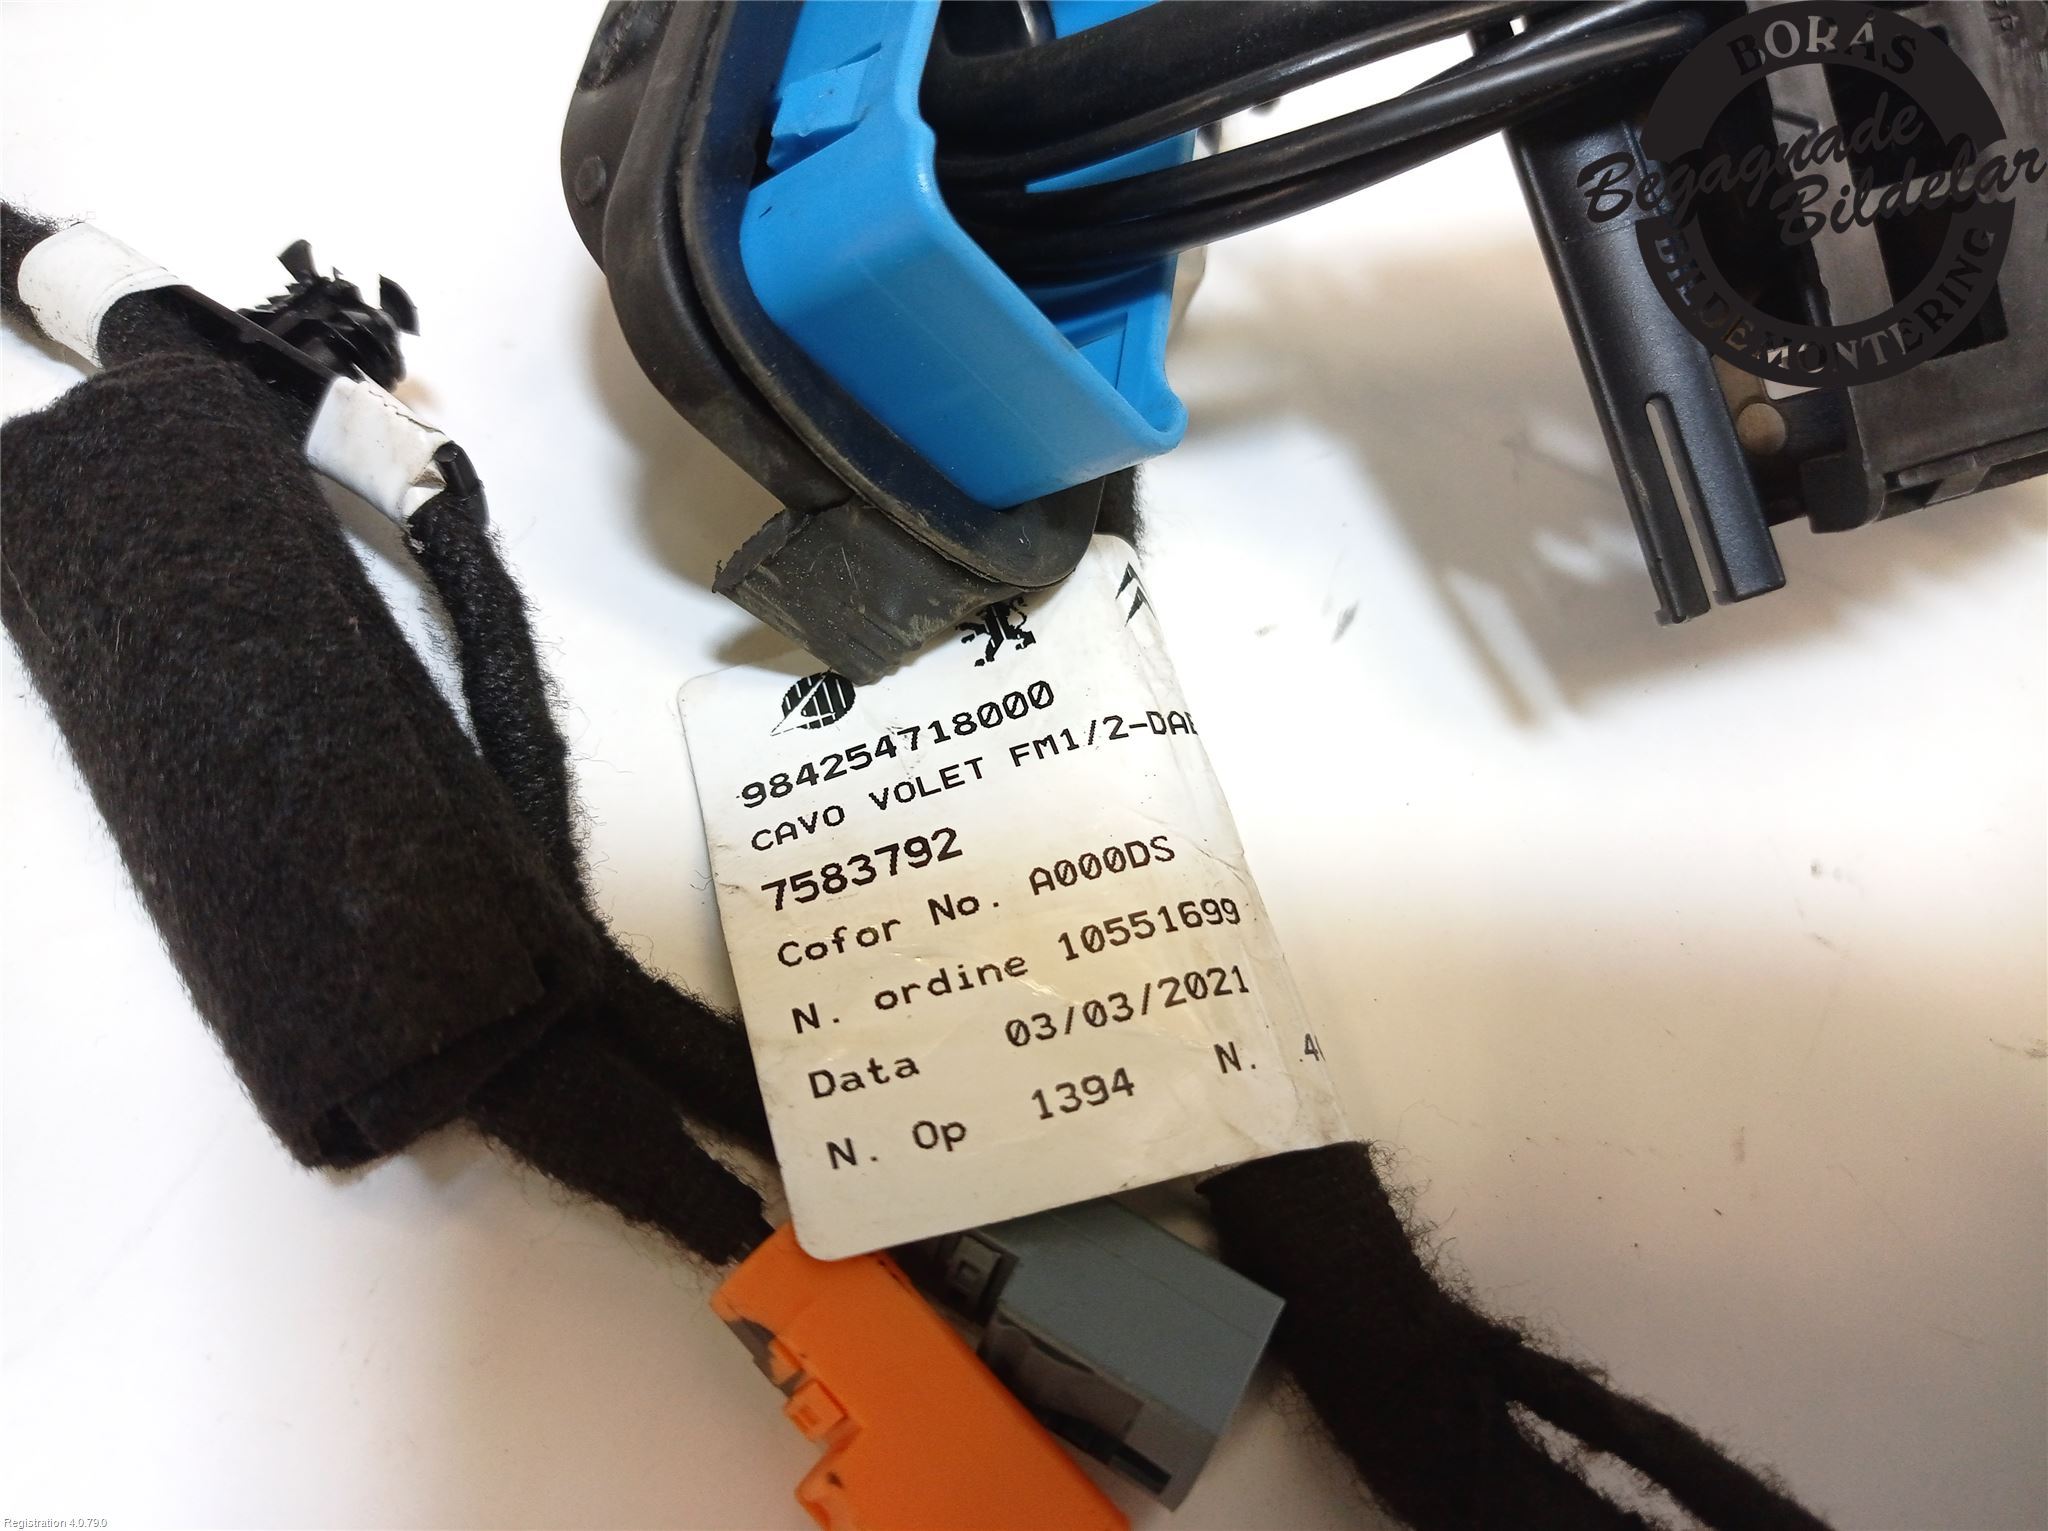 BORÅS
Begagnade
Bildelar
BILDEMONTERING
984254718000
CAVO VOLET FM1/2-DAB
7583792
Cofor No. A000DS
N. ordine 10551699
Data 03/03/2021
N. Op 1394 N.
Registration 4.0.79.0